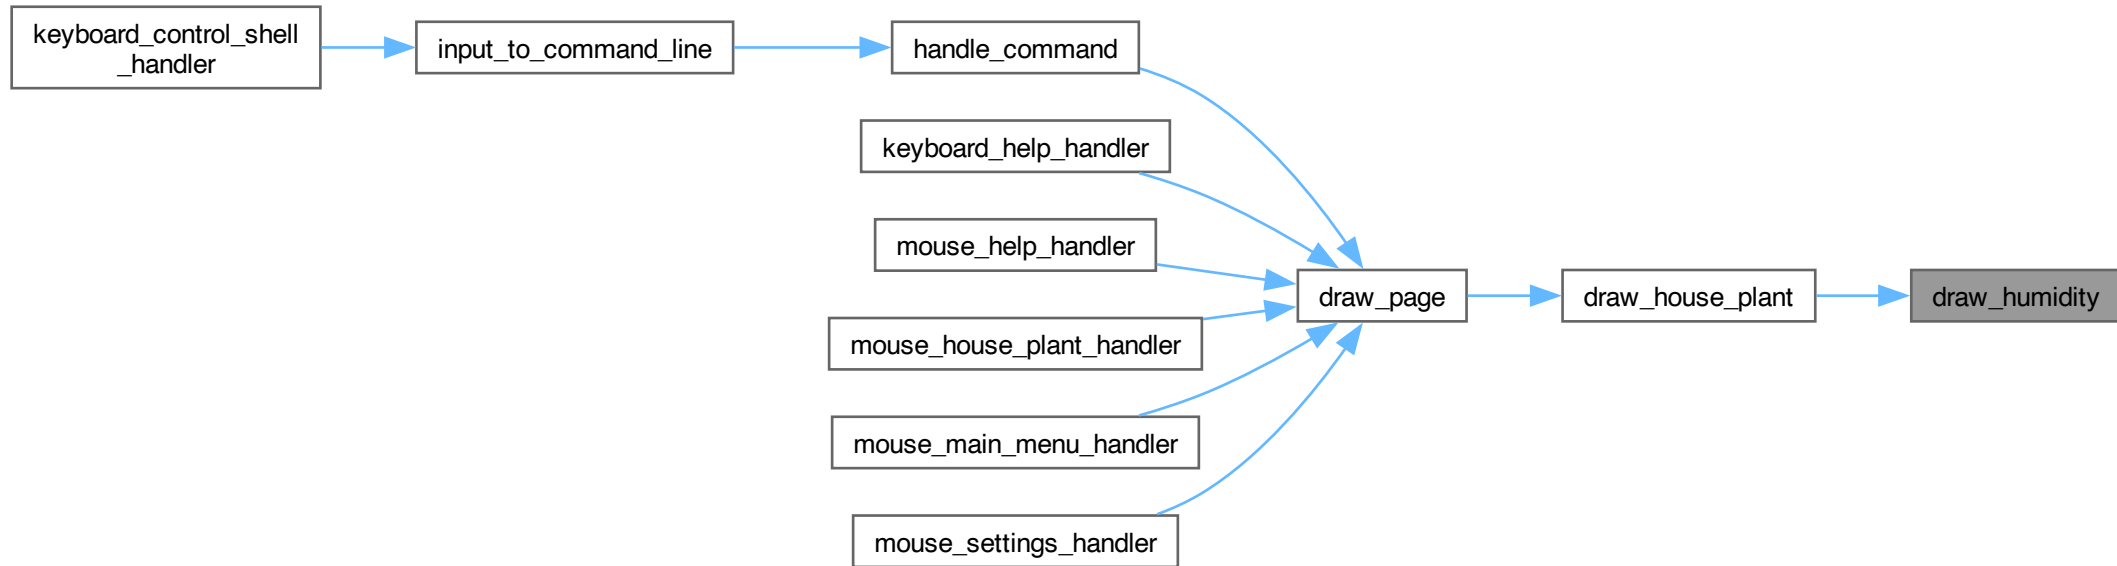 keyboard_control_shell
_handler
input_to_command_line
handle_command
keyboard_help_handler
mouse_help_handler
mouse_house_plant_handler
mouse_main_menu_handler
mouse_settings_handler
draw_page
draw_house_plant
draw_humidity